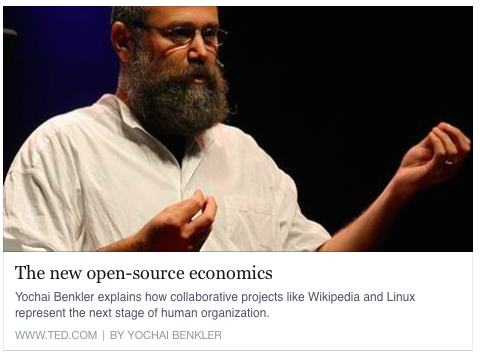 The new open-source economics
Yochai Benkler explains how collaborative projects like Wikipedia and Linux
represent the next stage of human organization.
WWW.TED.COM | BY YOCHAI BENKLER